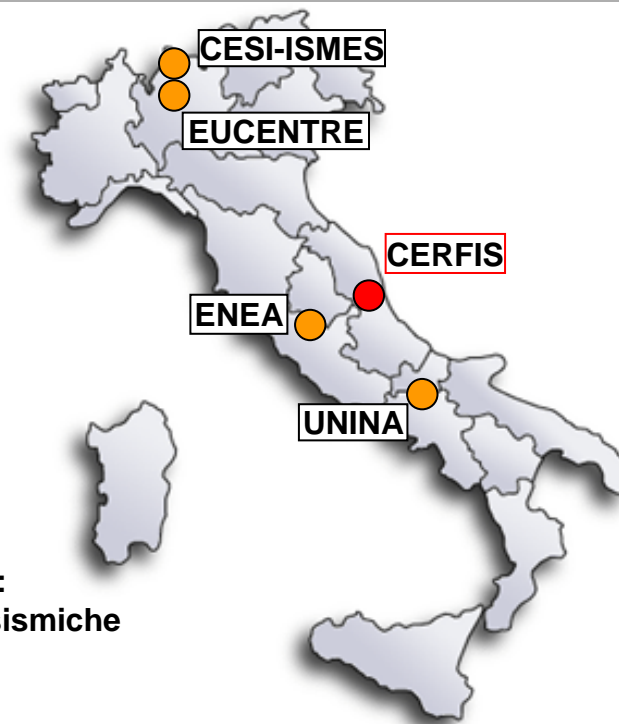 CESI-ISMES
EUCENTRE
CERFIS
ENEA
UNINA
:
sismiche